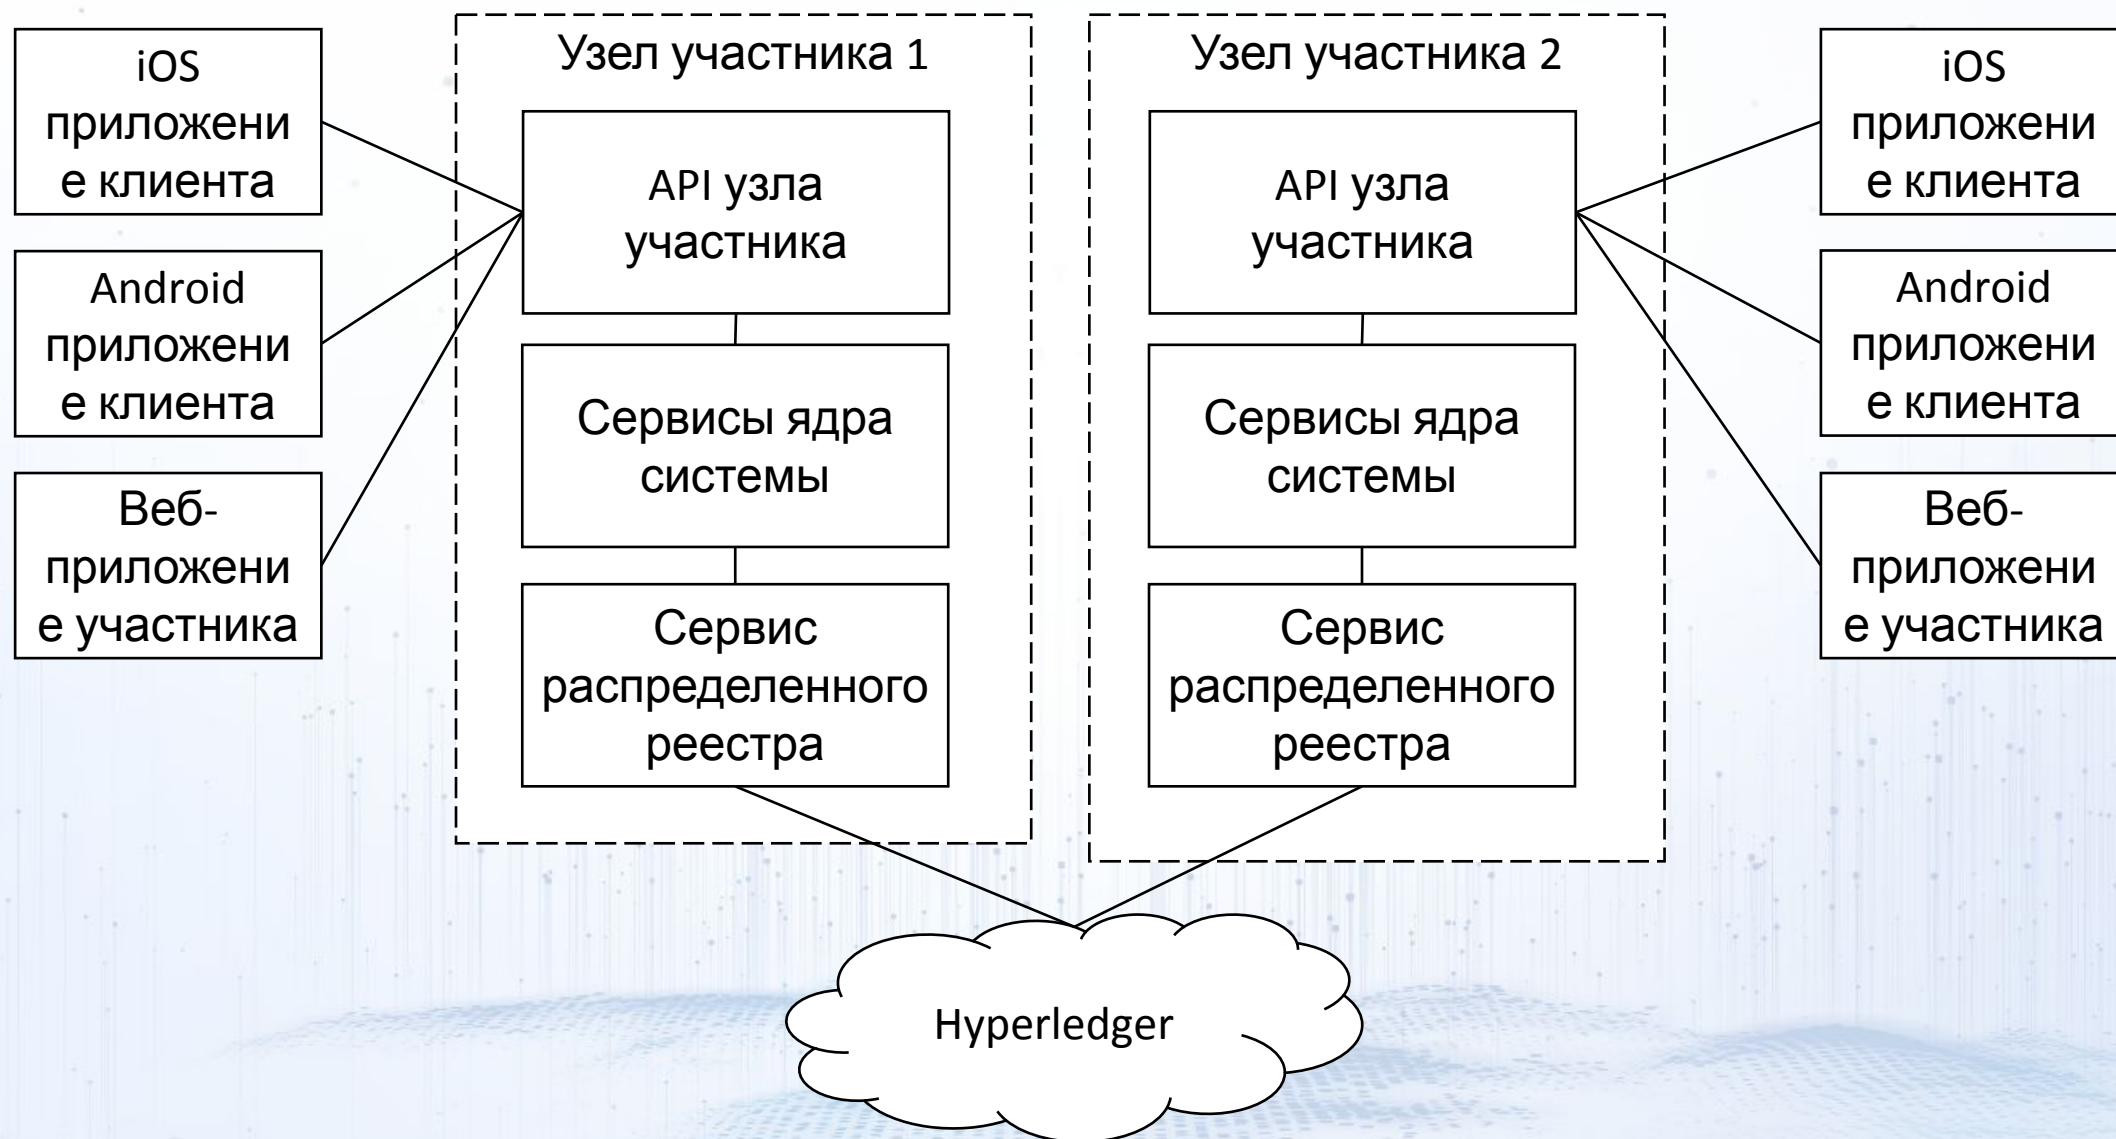 iOS
приложени
е клиента
Android
приложени
е клиента
Веб-
приложени
е участника
Узел участника 1
API узла
участника
Сервисы ядра
системы
Сервис
распределенного
реестра
Узел участника 2
API узла
участника
Сервисы ядра
системы
Сервис
распределенного
реестра
iOS
приложени
е клиента
Android
приложени
е клиента
Веб-
приложени
е участника
Hyperledger